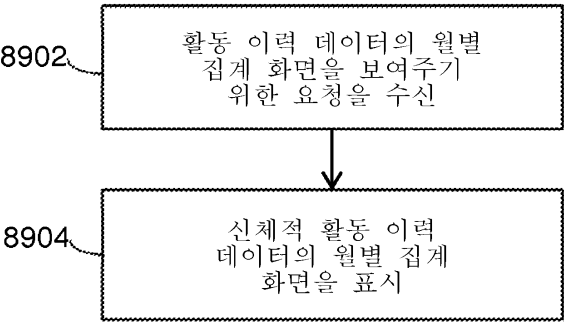 8902
활동 이력 데이터의 월별
집계 화면을 보여주기
위한 요청을 수신
8904
신체적 활동 이력
데이터의 월별 집계
화면을 표시